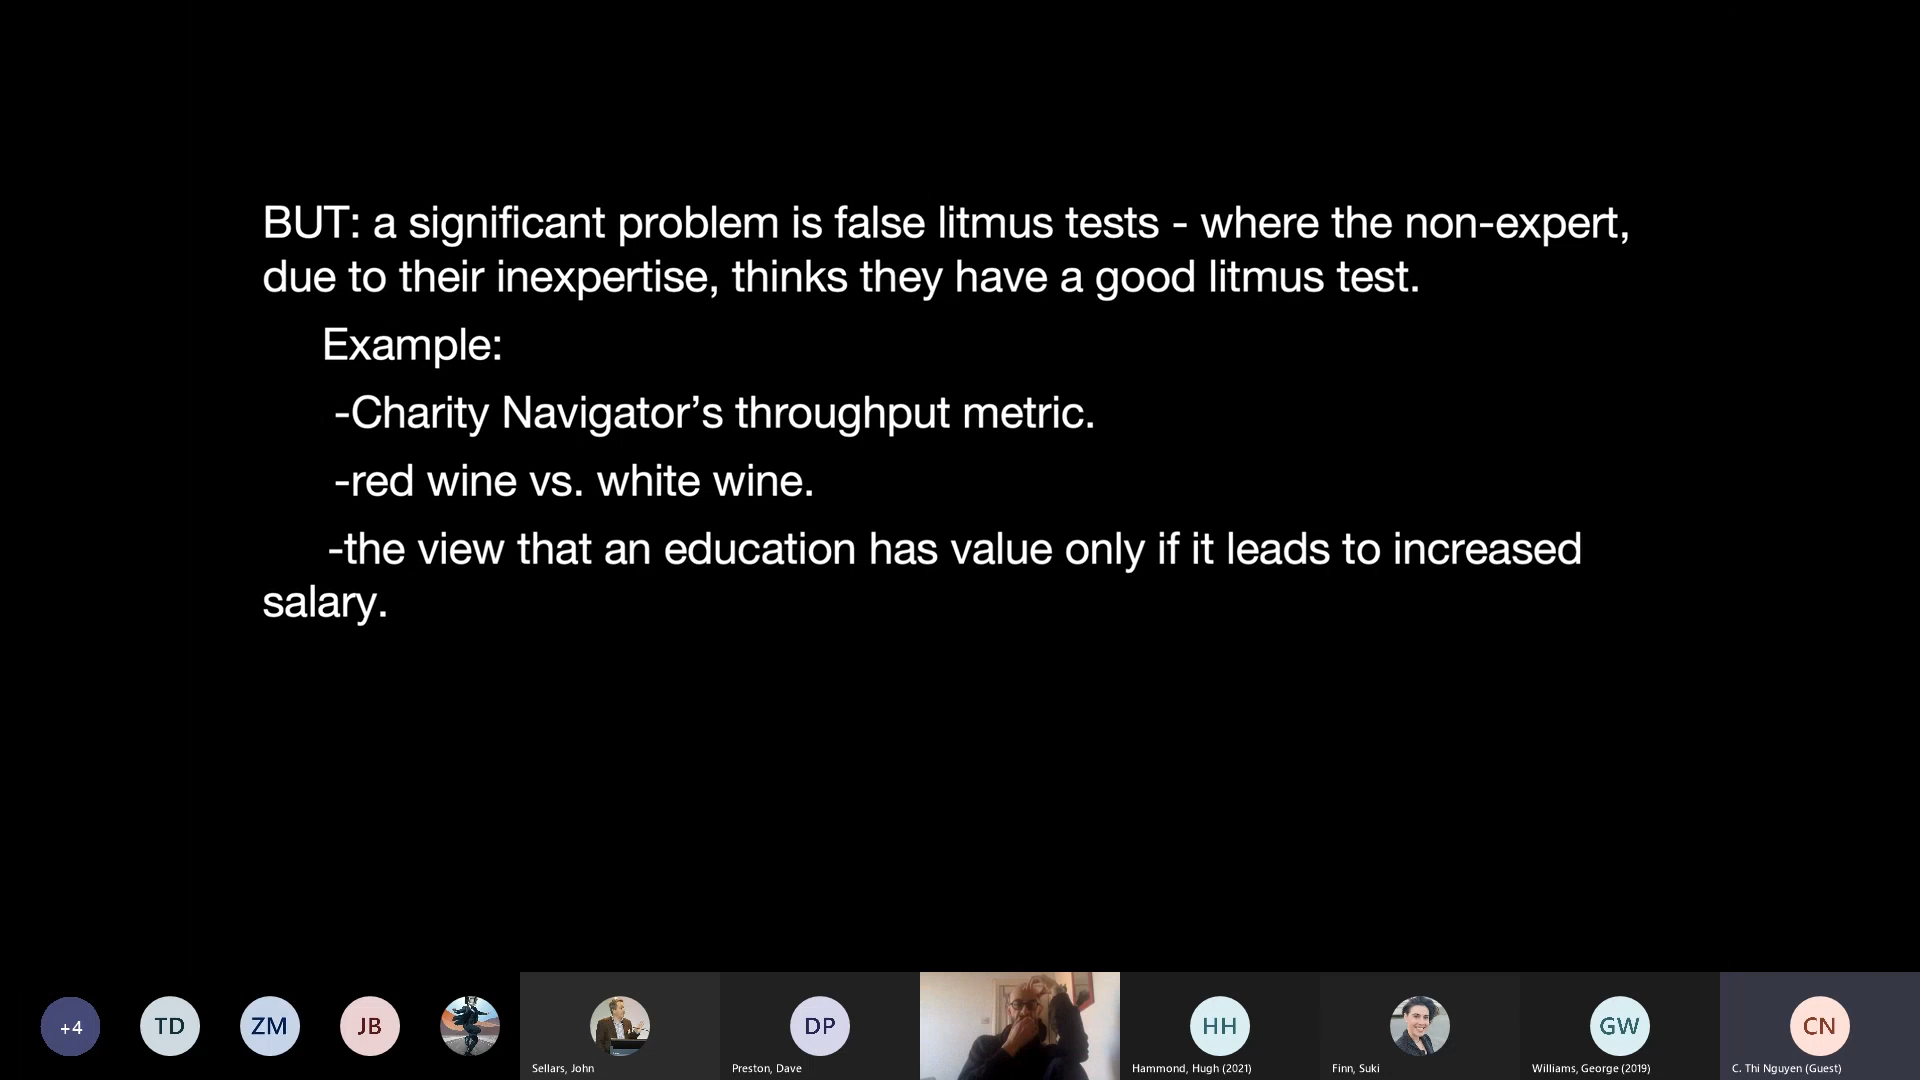 BUT: a significant problem is false litmus tests - where the non-expert,
due to their inexpertise, thinks they have a good litmus test.
Example:
-Charity Navigator’s throughput metric.
-red wine vs. white wine.
-the view that an education has value only if it leads to increased
salary.
+4
TD
ZM
JB
DP
HH
GW
CN
Sellars, John
Preston, Dave
Hammond, Hugh (2021)
Finn, Suki
Williams, George (2019)
C. Thi Nguyen (Guest)